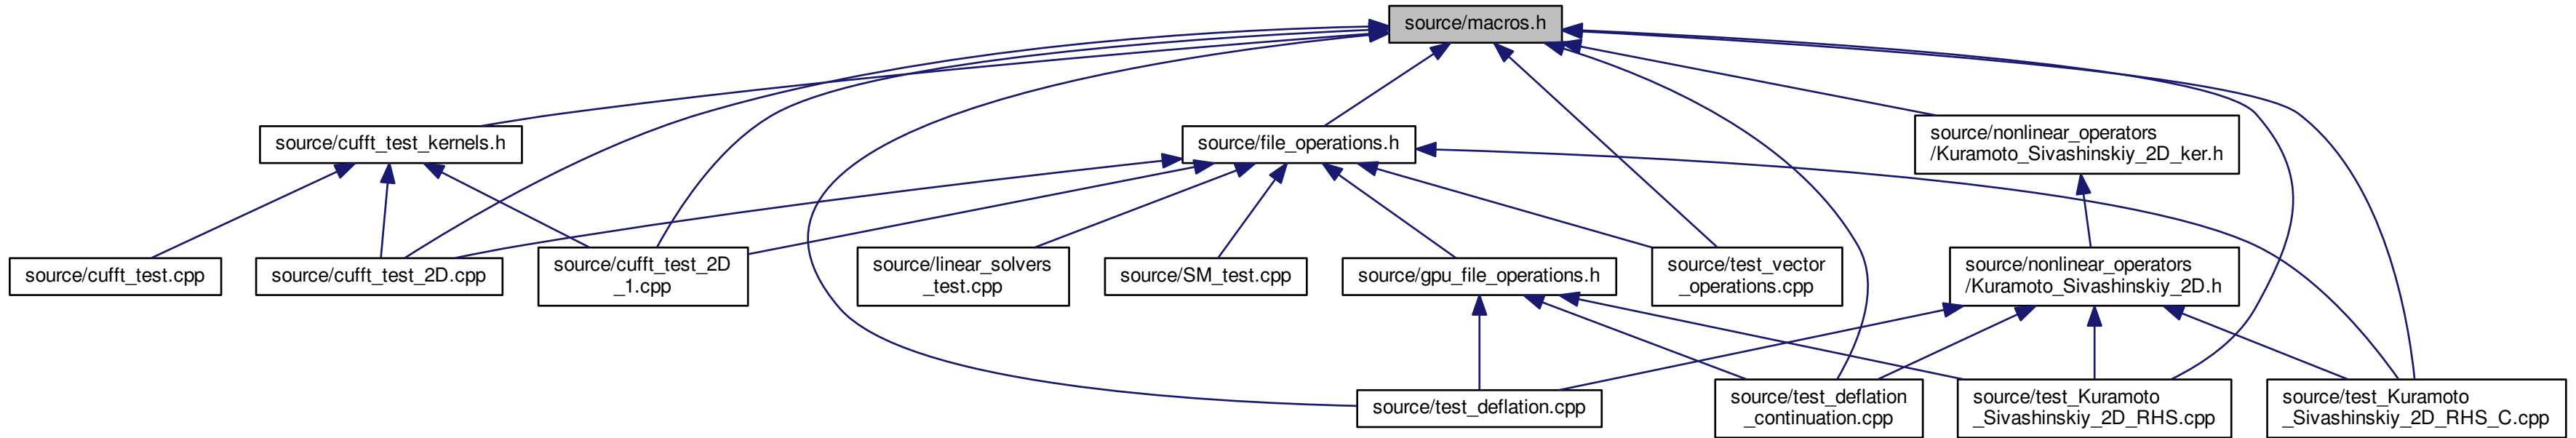 source/macros.h
source/cufft_test_kernels.h
source/file_operations.h
source/nonlinear_operators
/Kuramoto_Sivashinskiy_2D_ker.h
source/cufft_test.cpp
source/cufft_test_2D.cpp
source/cufft_test_2D
_1.cpp
source/linear_solvers
_test.cpp
source/SM_test.cpp
source/gpu_file_operations.h
source/test_vector
_operations.cpp
source/nonlinear_operators
/Kuramoto_Sivashinskiy_2D.h
source/test_deflation.cpp
source/test_deflation
_continuation.cpp
source/test_Kuramoto
_Sivashinskiy_2D_RHS.cpp
source/test_Kuramoto
_Sivashinskiy_2D_RHS_C.cpp